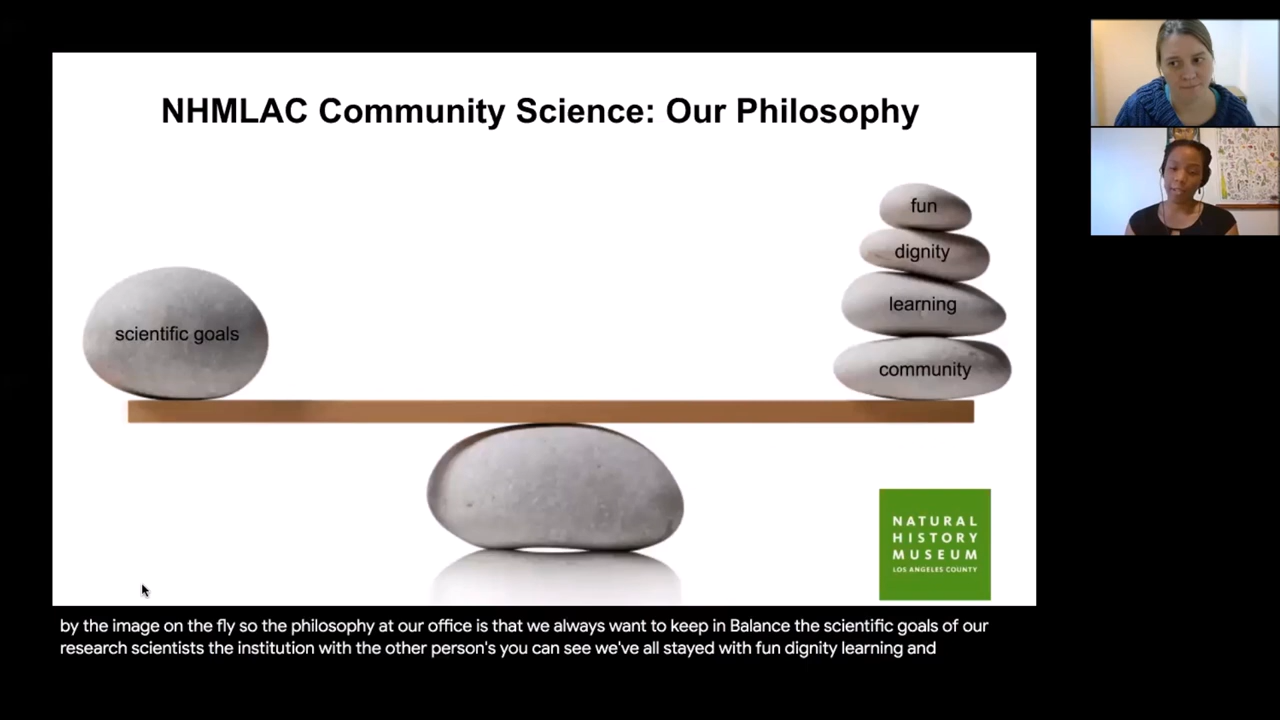 NHMLAC Community Science: Our Philosophy
fun
dignity
scientific goals
learning
community
NATURAL
HISTORY
MUSEUM
LOS ANGELES COUNTY
by the image on the fly so the philosophy at our office is that we always want to keep in Balance the scientific goals of our
research scientists the institution with the other person's you can see we've all stayed with fun dignity learning and